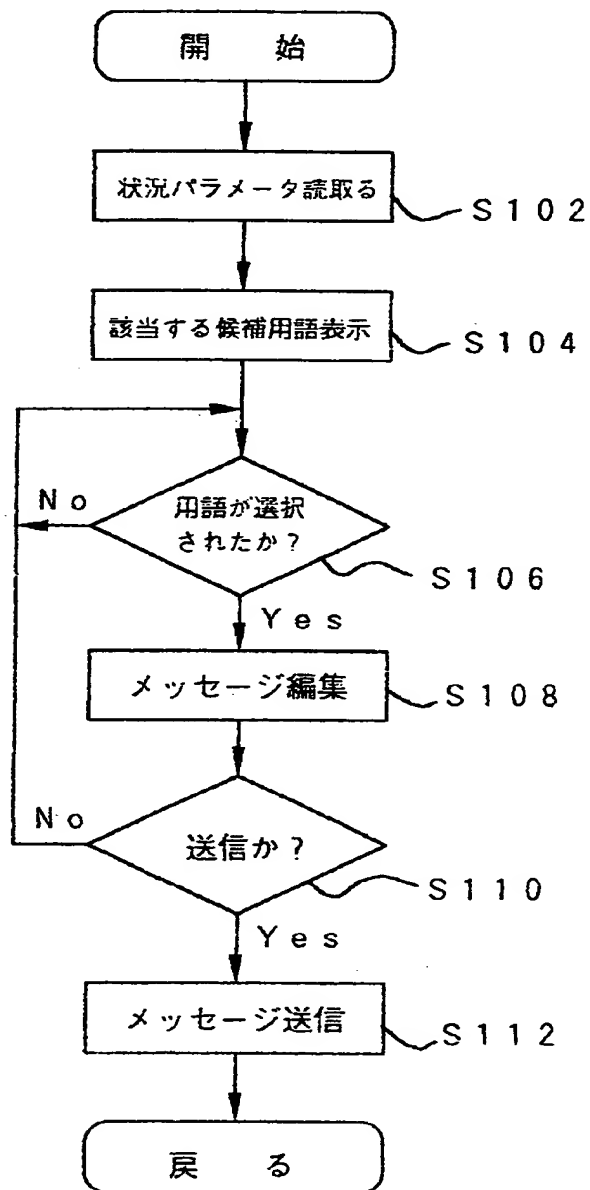 開 始
状況パラメータ読取る
S102
該当する候補用語表示
S104
No
用語が選択
されたか？
S106
Yes
メッセージ編集
S108
No
送信か？
S110
Yes
メッセージ送信
S112
戻 る